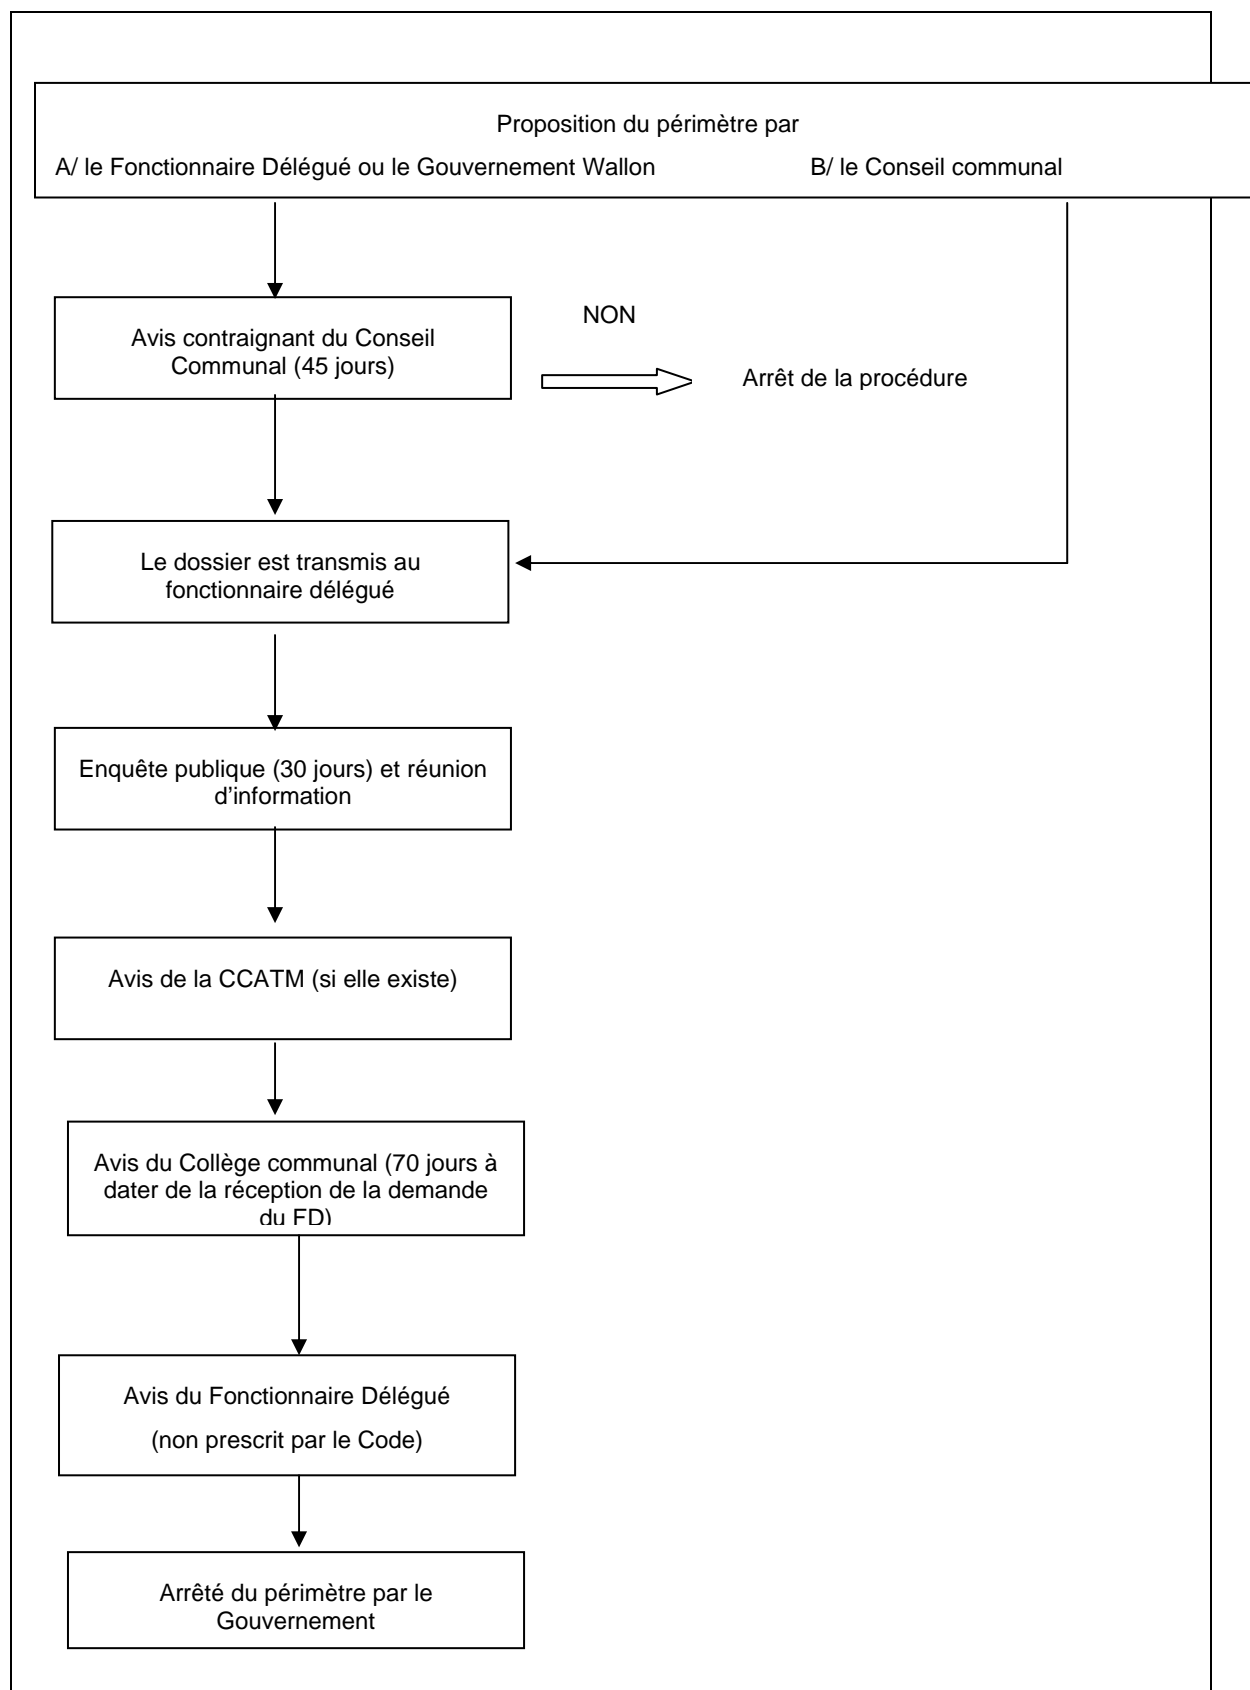 Proposition du périmètre par
A/ le Fonctionnaire Délégué ou le Gouvernement Wallon B/ le Conseil communal
Avis contraignant du Conseil
Communal (45 jours)
NON
Arrêt de la procédure
Le dossier est transmis au
fonctionnaire délégué
Enquête publique (30 jours) et réunion
d’information
Avis de la CCATM (si elle existe)
Avis du Collège communal (70 jours à
dater de la réception de la demande
du FD)
Avis du Fonctionnaire Délégué
(non prescrit par le Code)
Arrêté du périmètre par le
Gouvernement